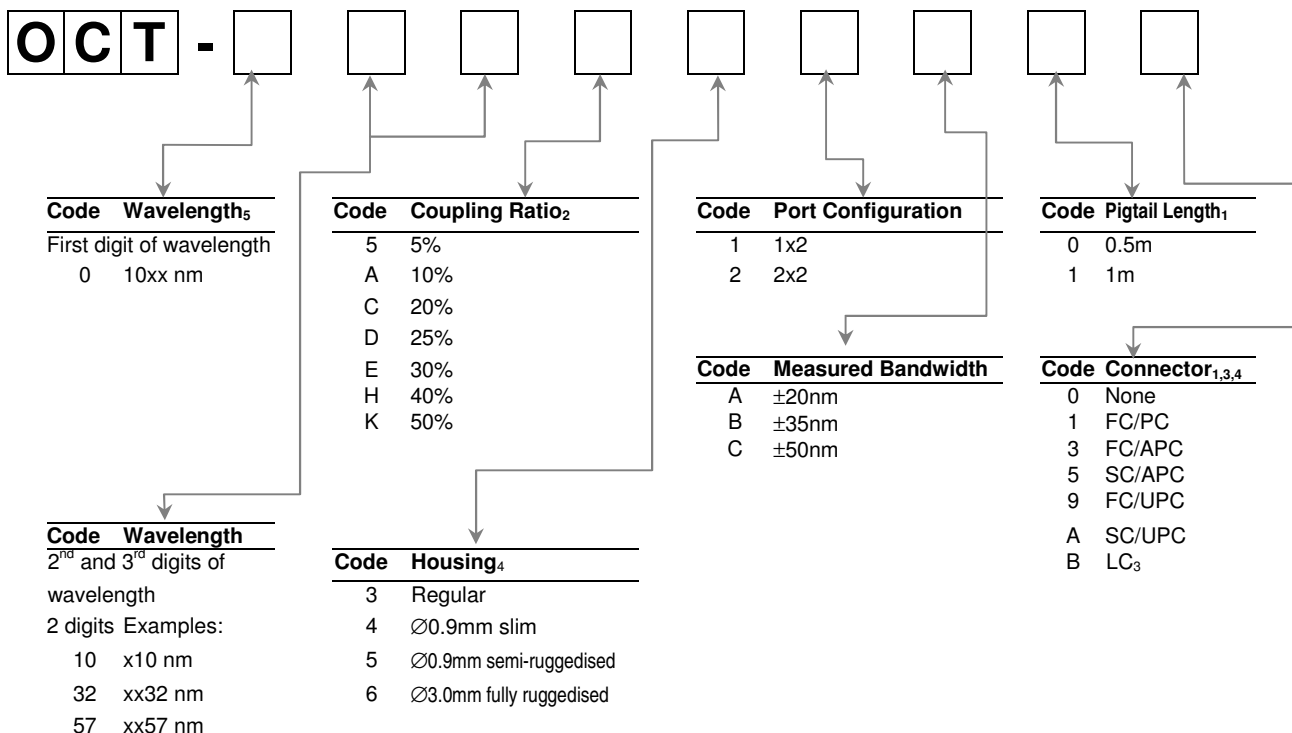 OCT -
Code Wavelength5
First digit of wavelength
0 10xx nm
Code Coupling Ratio2
5 5%
A 10%
C 20%
D 25%
E 30%
H 40%
K 50%
Code Port Configuration
1 1x2
2 2x2
Code Pigtail Length1
0 0.5m
1 1m
Code Measured Bandwidth
A ±20nm
B ±35nm
C ±50nm
Code Connector1,3,4
0 None
1 FC/PC
3 FC/APC
5 SC/APC
9 FC/UPC
A SC/UPC
B LC3
Code Wavelength
2nd and 3rd digits of
wavelength
2 digits Examples:
10 x10 nm
32 xx32 nm
57 xx57 nm
Code Housing4
3 Regular
4 ∅0.9mm slim
5 ∅0.9mm semi-ruggedised
6 ∅3.0mm fully ruggedised